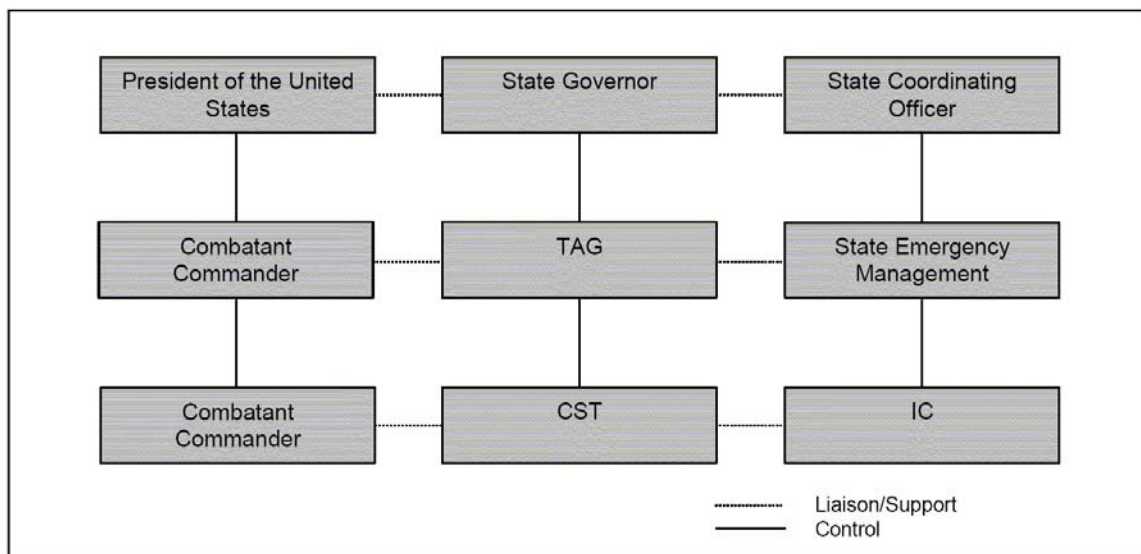 President of the United
States
State Governor
State Coordinating
Officer
Combatant
Commander
TAG
State Emergency
Management
Combatant
Commander
CST
IC
Liaison/Support
Control